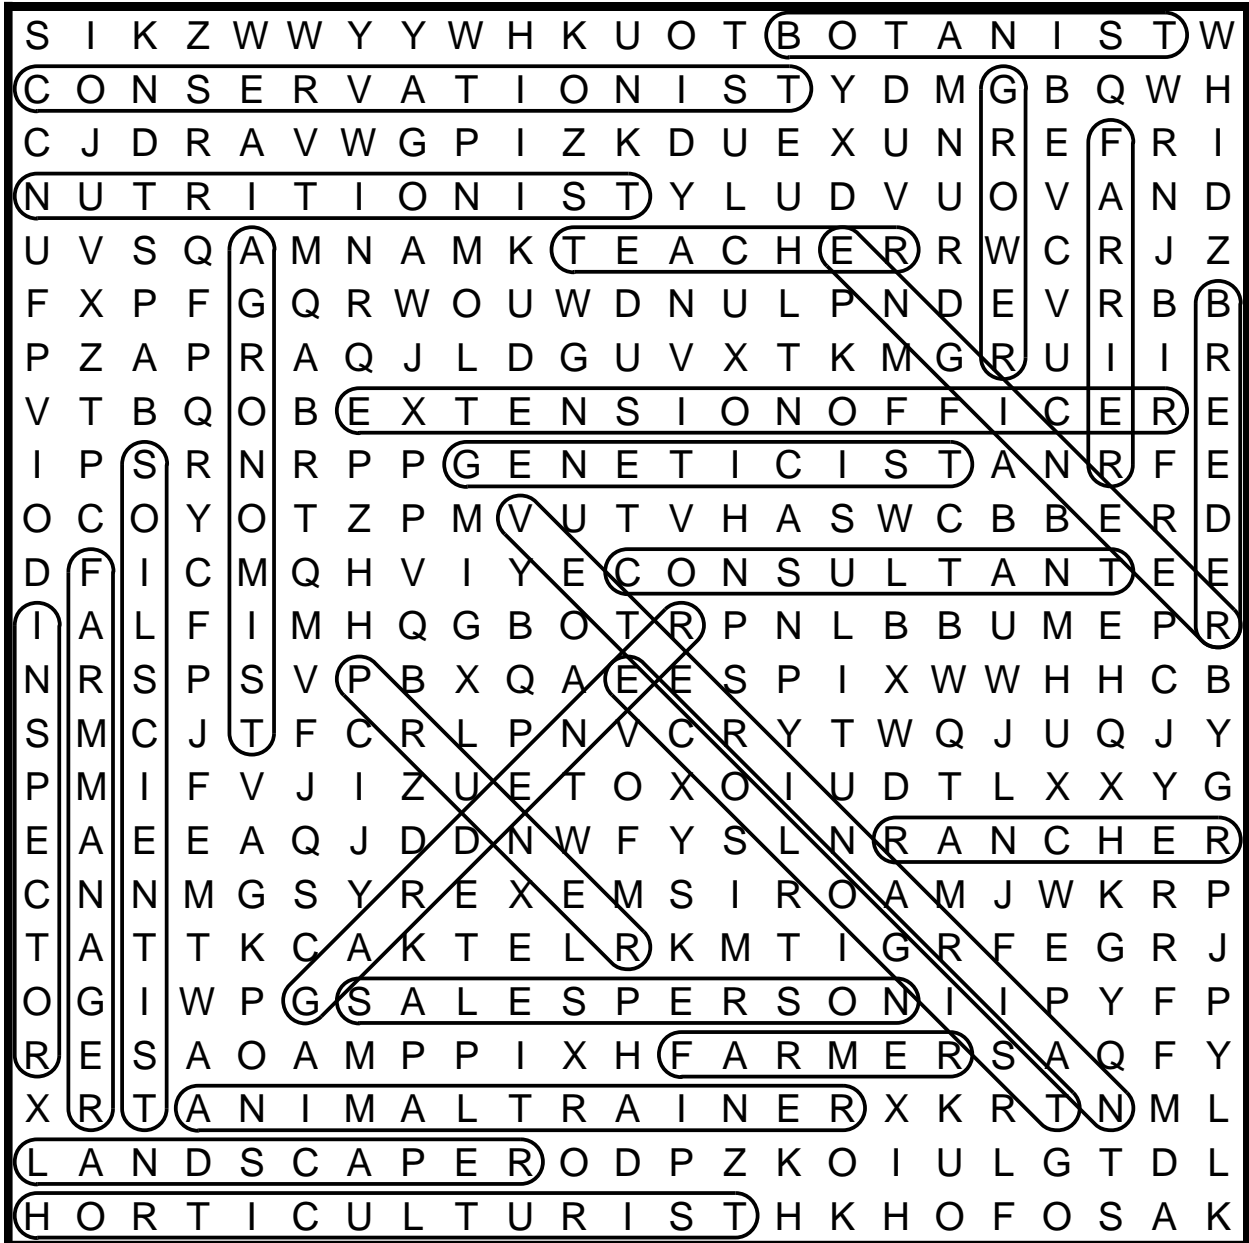 S I K Z W W Y Y W H K U O T B O T A N I S T W
C O N S E R V A T I O N I S T Y D M G B Q W H
C J D R A V W G P I Z K D U E X U N R E F R I
N U T R I T I O N I S T Y L U D V U O V A N D
U V S Q A M N A M K T E A C H E R R W C R J Z
F X P F G Q R W O U W D N U L P N D E V R B B
P Z A P R A Q J L D G U V X T K M G R U I I R
V T B Q O B E X T E N S I O N O F F I C E R E
I P S R N R P P G E N E T I C I S T A N R F E
O C O Y O T Z P M V U T V H A S W C B B E R D
D F I C M Q H V I Y E C O N S U L T A N T E E
I A L F I M H Q G B O T R P N L B B U M E P R
N R S P S V P B X Q A E E S P I X W W H H C B
S M C J T F C R L P N V C R Y T W Q J U Q J Y
P M I F V J I Z U E T O X O I U D T L X X Y G
E A E E A Q J D D N W F Y S L N R A N C H E R
C N N M G S Y R E X E M S I R O A M J W K R P
T A T T K C A K T E L R K M T I G R F E G R J
O G I W P G S A L E S P E R S O N I I P Y F P
R E S A O A M P P I X H F A R M E R S A Q F Y
X R T A N I M A L T R A I N E R X K R T N M L
L A N D S C A P E R O D P Z K O I U L G T D L
H O R T I C U L T U R I S T H K H O F O S A K